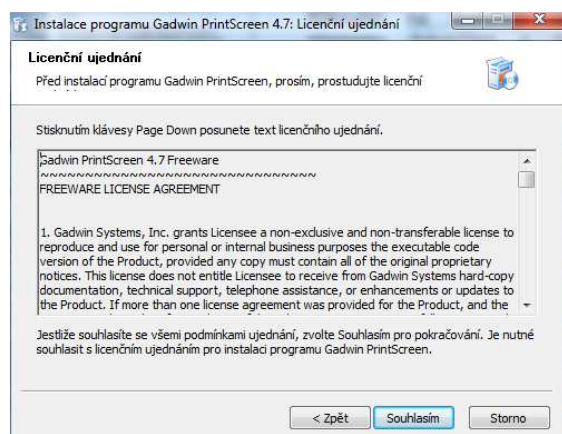 Instalace programu Gadwin PrintScreen 4.7: Licenční ujednání
Licenční ujednání
Před instalací programu Gadwin PrintScreen, prosím, prostudujte licenční
Stisknutím klávesy Page Down posunete text licenčního ujednání.
Gadwin PrintScreen 4.7 Freeware
~~~~~~~~~~~~~~~~~~~~~~~~~~~~~~~
FREEWARE LICENSE AGREEMENT
1. Gadwin Systems, Inc. grants Licensee a non-exclusive and non-transferable license to
reproduce and use for personal or internal business purposes the executable code
version of the Product, provided any copy must contain all of the original proprietary
notices. This license does not entitle Licensee to receive from Gadwin Systems hard-copy
documentation, technical support, telephone assistance, or enhancements or updates to
the Product. If more than one license agreement was provided for the Product, and the
Jestliže souhlasíte se všemi podmínkami ujednání, zvolte Souhlasím pro pokračování. Je nutné
souhlasit s licenčním ujednáním pro instalaci programu Gadwin PrintScreen.
< Zpět
Souhlasím
Storno